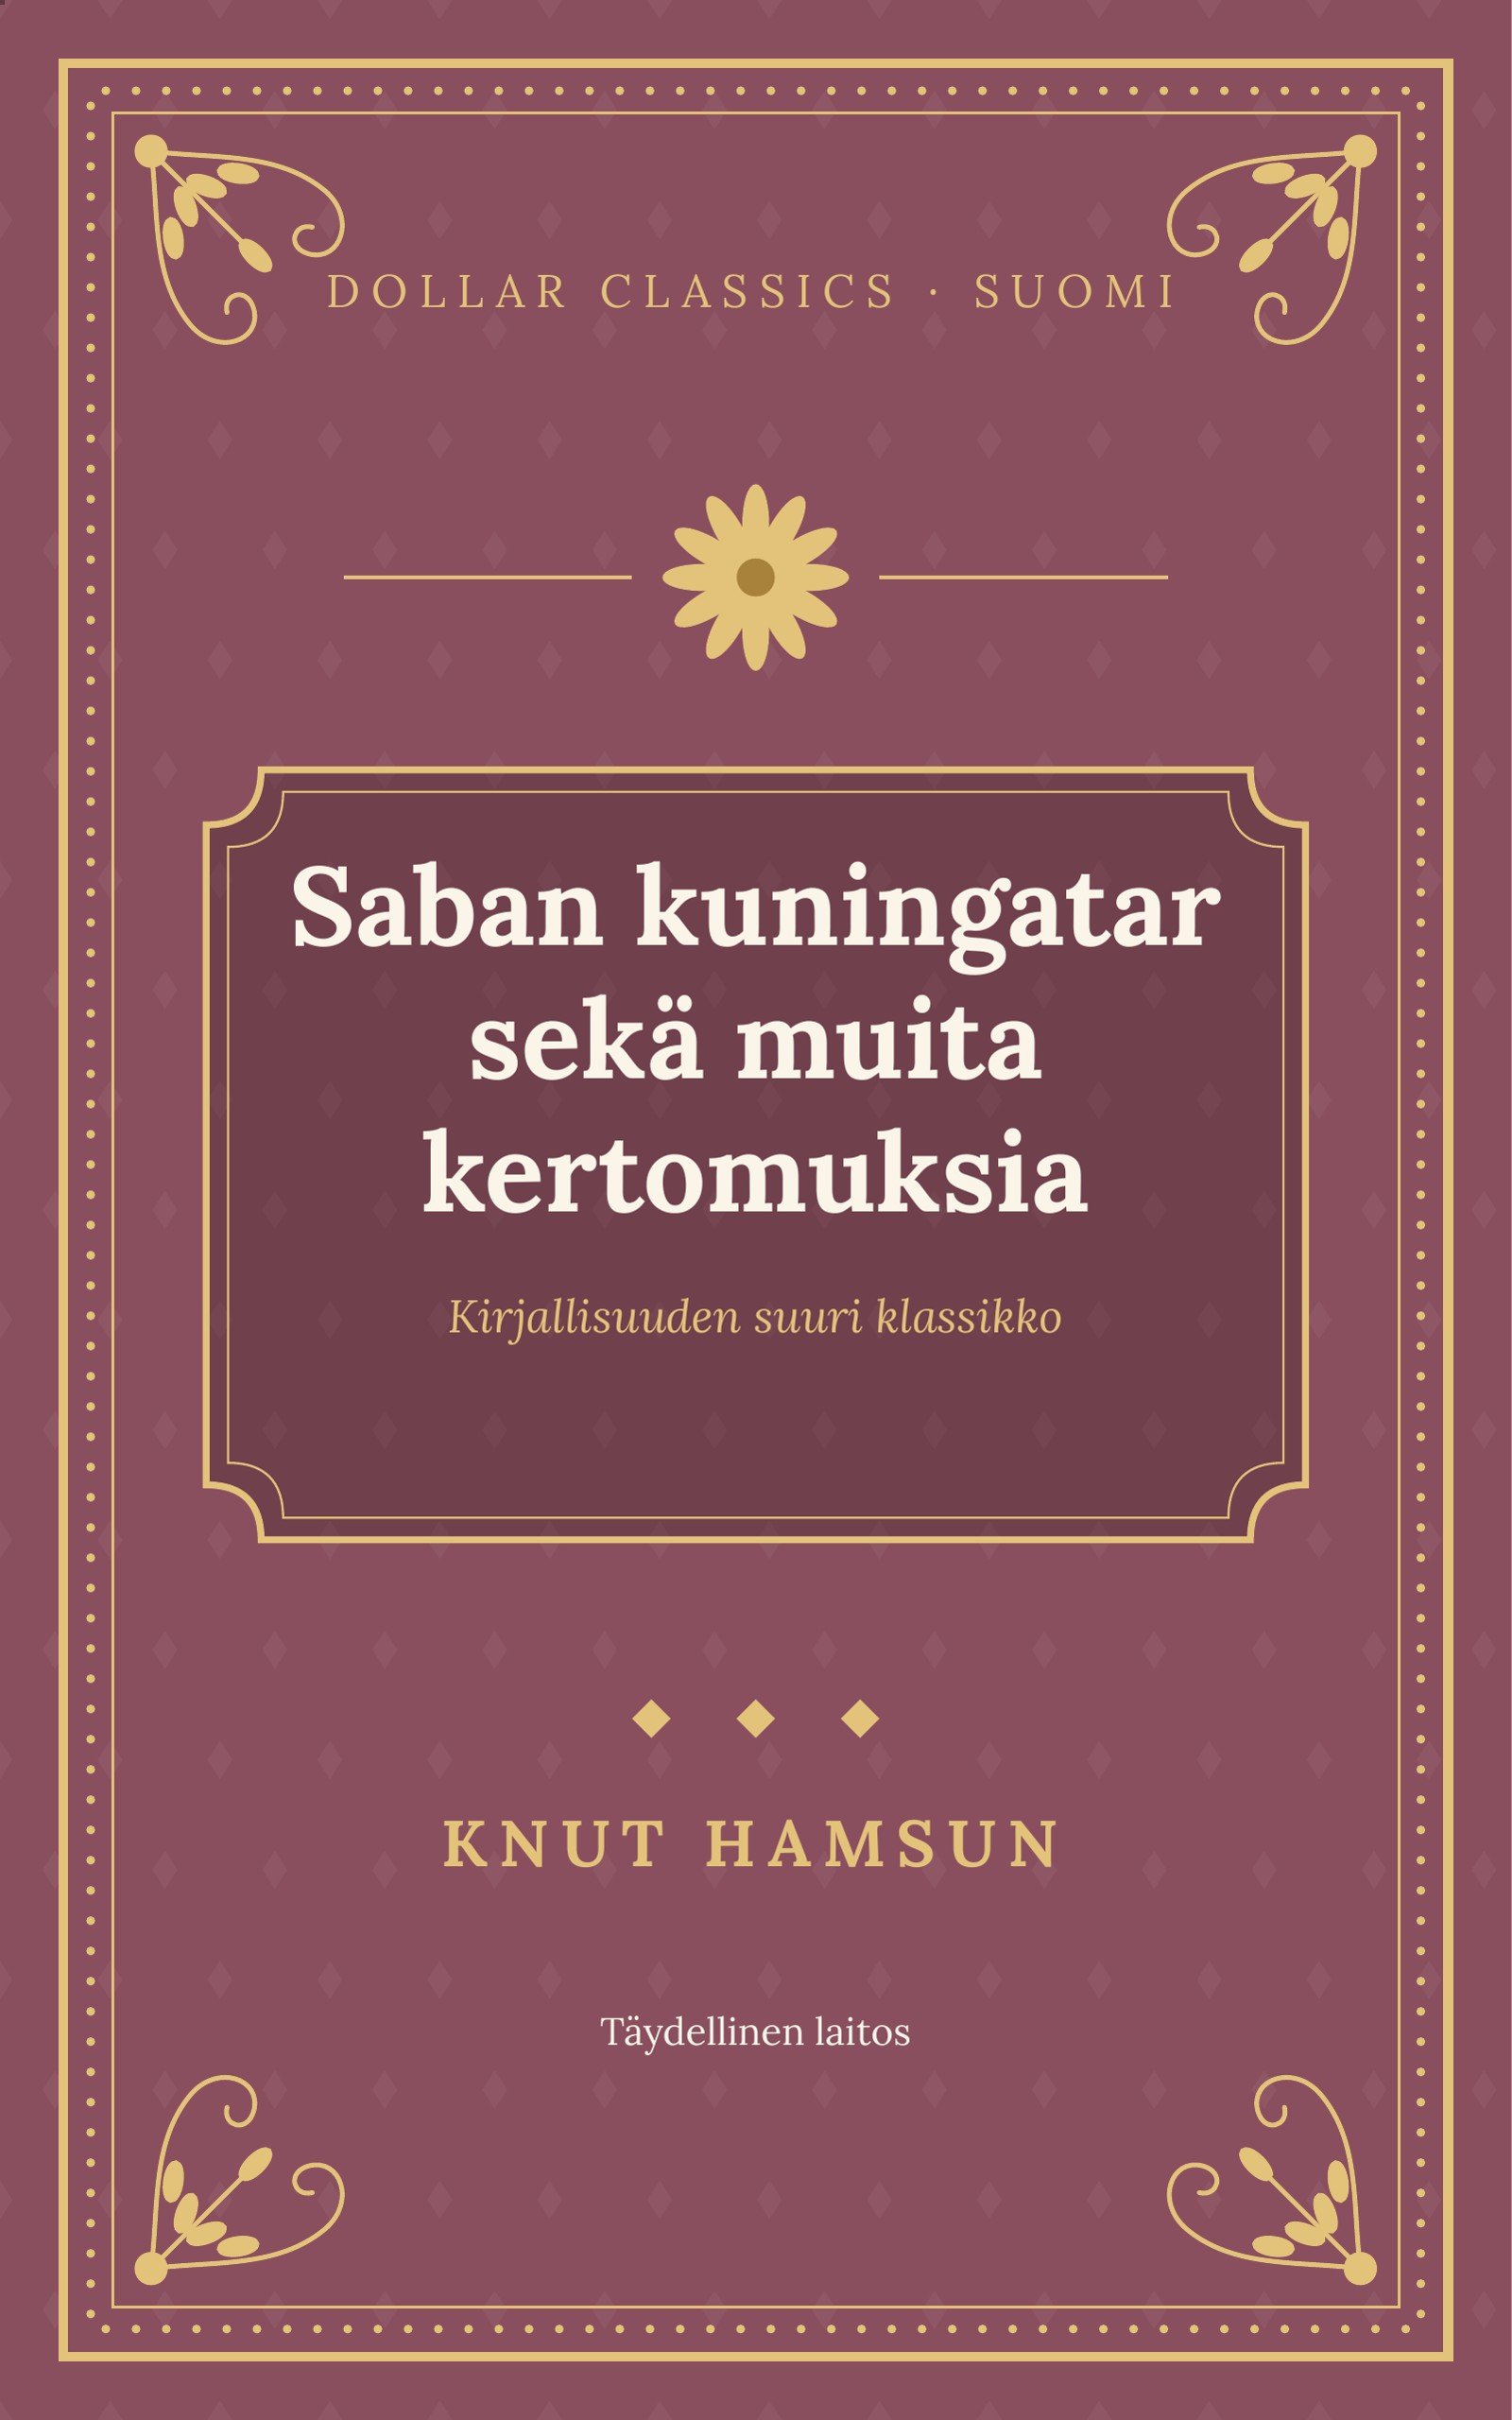 DOLLAR CLASSICS · SUOMI
Saban kuningatar
sekä muita
kertomuksia
Kirjallisuuden suuri klassikko
KNUT HAMSUN
Täydellinen laitos